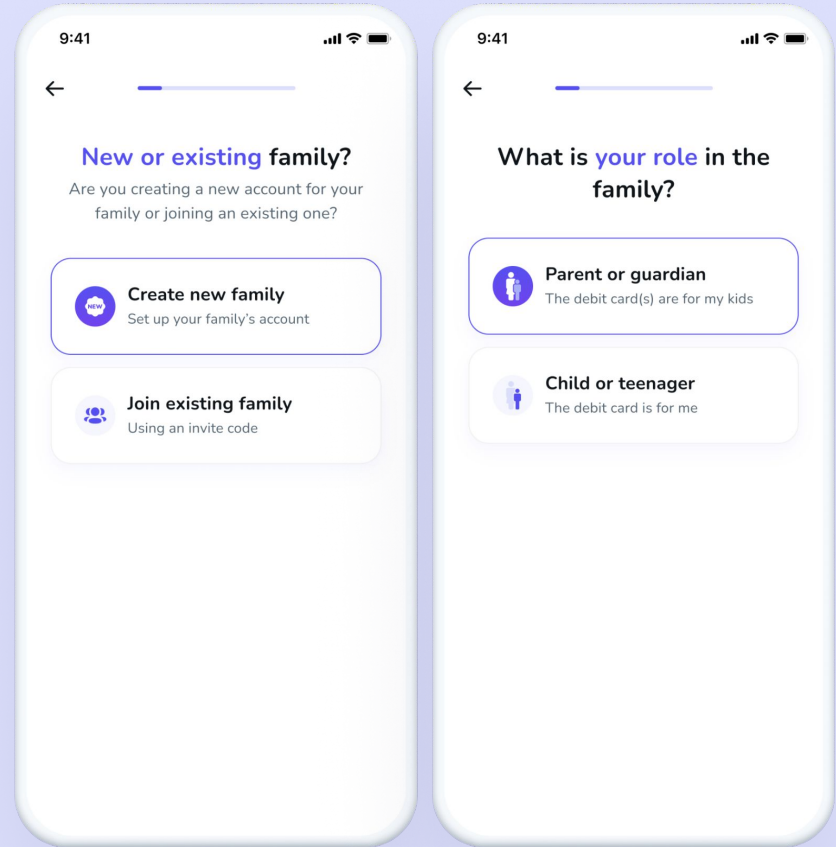 9:41
New or existing family?
Are you creating a new account for your
family or joining an existing one?
NEW
Create new family
Set up your family’s account
Join existing family
Using an invite code
9:41
What is your role in the
family?
Parent or guardian
The debit card(s) are for my kids
Child or teenager
The debit card is for me